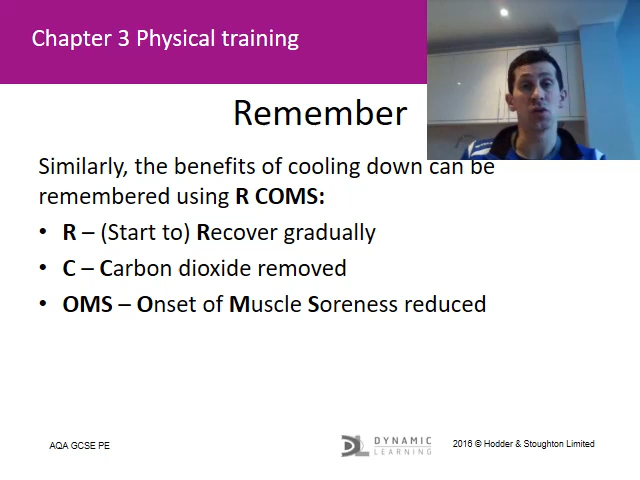 Chapter 3 Physical training
Remember
Similarly, the benefits of cooling down can be
remembered using R COMS:
• R – (Start to) Recover gradually
• C – Carbon dioxide removed
• OMS – Onset of Muscle Soreness reduced
AQA GCSE PE
DL DYNAMIC
LEARNING
2016 © Hodder & Stoughton Limited